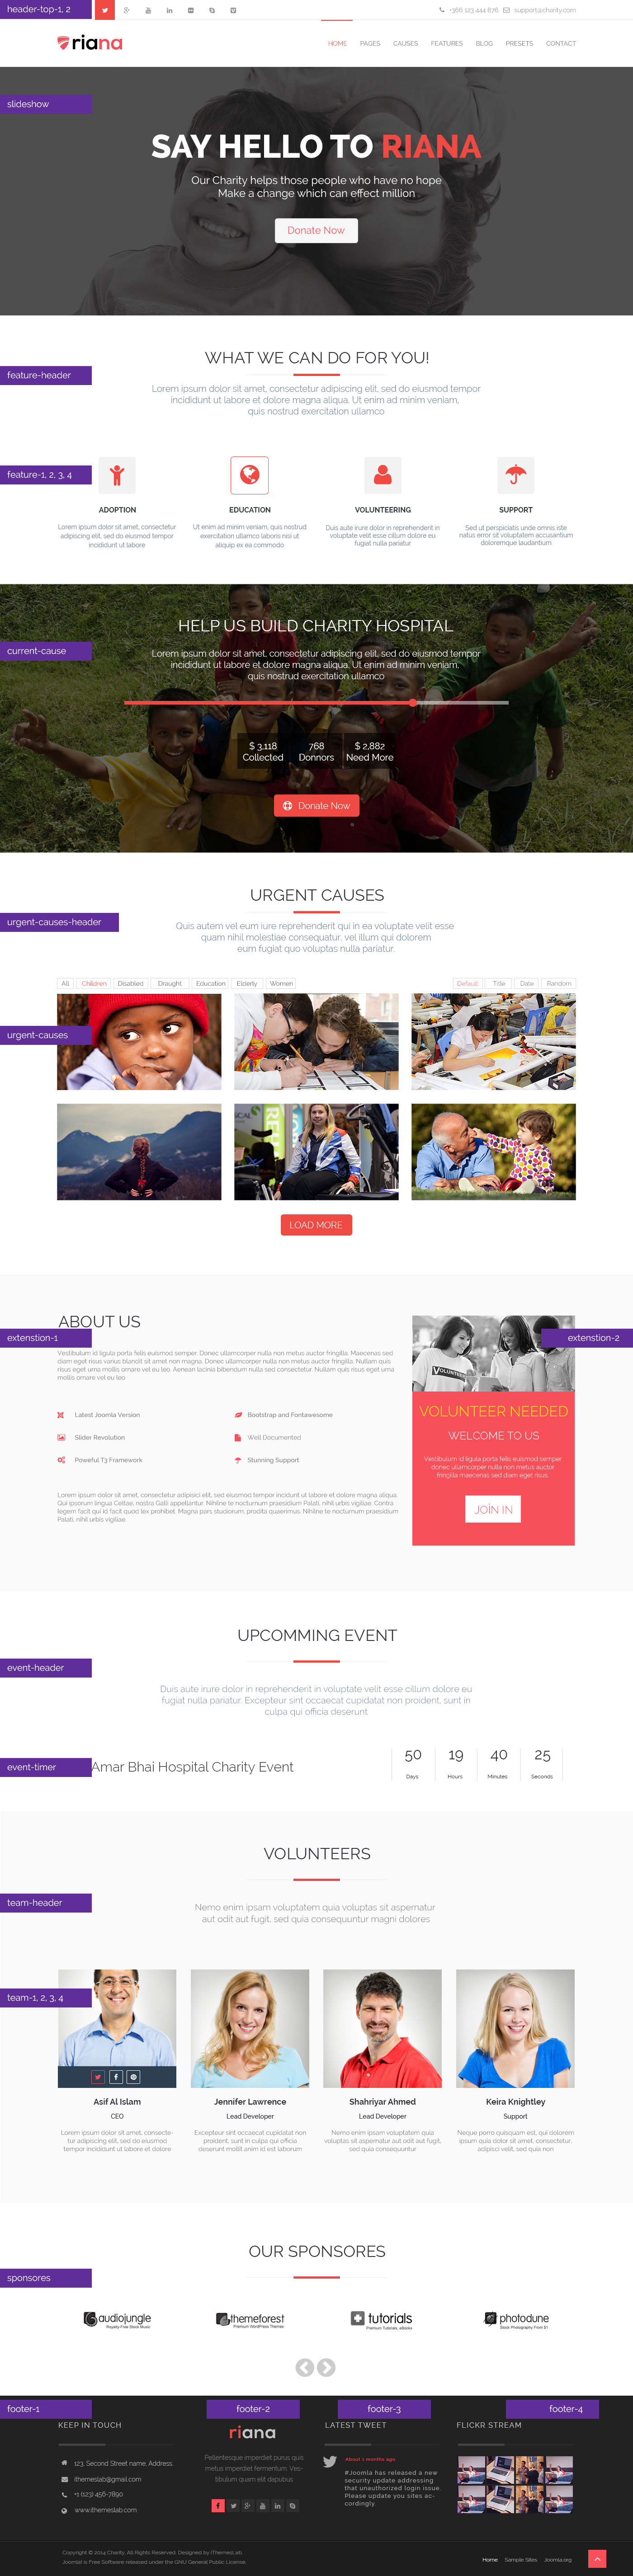 header-top-1, 2
+366 123 444 876 support@charity.com
riana
HOME PAGES CAUSES FEATURES BLOG PRESETS CONTACT
slideshow
SAY HELLO TO RIANA
Our Charity helps those people who have no hope
Make a change which can effect million
Donate Now
WHAT WE CAN DO FOR YOU!
feature-header
Lorem ipsum dolor sit amet, consectetur adipiscing elit, sed do eiusmod tempor
incididunt ut labore et dolore magna aliqua. Ut enim ad minim veniam,
quis nostrud exercitation ullamco
feature-1, 2, 3, 4
ADOPTION
Lorem ipsum dolor sit amet, consectetur
adipiscing elit, sed do eiusmod tempor
incididunt ut labore
EDUCATION
Ut enim ad minim veniam, quis nostrud
exercitation ullamco laboris nisi ut
aliquip ex ea commodo
VOLUNTEERING
Duis aute irure dolor in reprehenderit in
voluptate velit esse cillum dolore eu
fugiat nulla pariatur
SUPPORT
Sed ut perspiciatis unde omnis iste
natus error sit voluptatem accusantium
doloremque laudantium
HELP US BUILD CHARITY HOSPITAL
current-cause
Lorem ipsum dolor sit amet, consectetur adipiscing elit, sed do eiusmod tempor
incididunt ut labore et dolore magna aliqua. Ut enim ad minim veniam,
quis nostrud exercitation ullamco
$ 3,118 768 $ 2,882
Collected Donnors Need More
Donate Now
URGENT CAUSES
urgent-causes-header
Quis autem vel eum iure reprehenderit qui in ea voluptate velit esse
quam nihil molestiae consequatur, vel illum qui dolorem
eum fugiat quo voluptas nulla pariatur.
All Children Disabled Draught Education Elderly Women Default Title Date Random
urgent-causes
LOAD MORE
ABOUT US
extenstion-1
Vestibulum id ligula porta felis euismod semper. Donec ullamcorper nulla non metus auctor fringilla. Maecenas sed
diam eget risus varius blandit sit amet non magna. Donec ullamcorper nulla non metus auctor fringilla. Nullam quis
risus eget urna mollis ornare vel eu leo. Aenean lacinia bibendum nulla sed consectetur. Nullam quis risus eget urna
mollis ornare vel eu leo
Latest Joomla Version Bootstrap and Fontawesome
Slider Revolution Well Documented
Poweful T3 Framework Stunning Support
Lorem ipsum dolor sit amet, consectetur adipisici elit, sed eiusmod tempor incidunt ut labore et dolore magna aliqua.
Qui ipsorum lingua Celtae, nostra Galli appellantur. Nihilne te nocturnum praesidium Palati, nihil urbis vigiliae. Contra
legem facit qui id facit quod lex prohibet. Magna pars studiorum, prodita quaerimus. Nihilne te nocturnum praesidium
Palati, nihil urbis vigiliae.
extenstion-2
VOLUNTEER NEEDED
WELCOME TO US
Vestibulum id ligula porta felis euismod semper
donec ullamcorper nulla non metus auctor
fringilla maecenas sed diam eget risus.
JOIN IN
UPCOMMING EVENT
event-header
Duis aute irure dolor in reprehenderit in voluptate velit esse cillum dolore eu
fugiat nulla pariatur. Excepteur sint occaecat cupidatat non proident, sunt in
culpa qui officia deserunt
event-timer
Amar Bhai Hospital Charity Event
50 19 40 25
Days Hours Minutes Seconds
VOLUNTEERS
team-header
Nemo enim ipsam voluptatem quia voluptas sit aspernatur
aut odit aut fugit, sed quia consequuntur magni dolores
team-1, 2, 3, 4
Asif Al Islam
CEO
Lorem ipsum dolor sit amet, consecte-
tur adipiscing elit, sed do eiusmod
tempor incididunt ut labore et dolore
Jennifer Lawrence
Lead Developer
Excepteur sint occaecat cupidatat non
proident, sunt in culpa qui officia
deserunt mollit anim id est laborum
Shahriyar Ahmed
Lead Developer
Nemo enim ipsam voluptatem quia
voluptas sit aspernatur aut odit aut fugit,
sed quia consequuntur
Keira Knightley
Support
Neque porro quisquam est, qui dolorem
ipsum quia dolor sit amet, consectetur,
adipisci velit, sed quia non
OUR SPONSORES
sponsores
audiojungle
Royalty Free Stock Music
themeforest
Premium WordPress Themes
tutorials
Premium Tutorials, eBooks
photodune
Stock Photography From $1
footer-1 footer-2 footer-3 footer-4
KEEP IN TOUCH
123, Second Street name, Address
ithemeslab@gmail.com
+1 (123) 456-7890
www.ithemeslab.com
riana
Pellentesque imperdiet purus quis
metus imperdiet fermentum. Ves-
tibulum quam elit dapubus.
LATEST TWEET
About 2 months ago
#Joomla has released a new
security update addressing
that unauthorized login issue.
Please update you sites ac-
cordingly.
FLICKR STREAM
Copyright © 2014 Charity. All Rights Reserved. Designed by IThemesLab.
Joomla! is Free Software released under the GNU General Public License.
Home Sample Sites Joomla.org